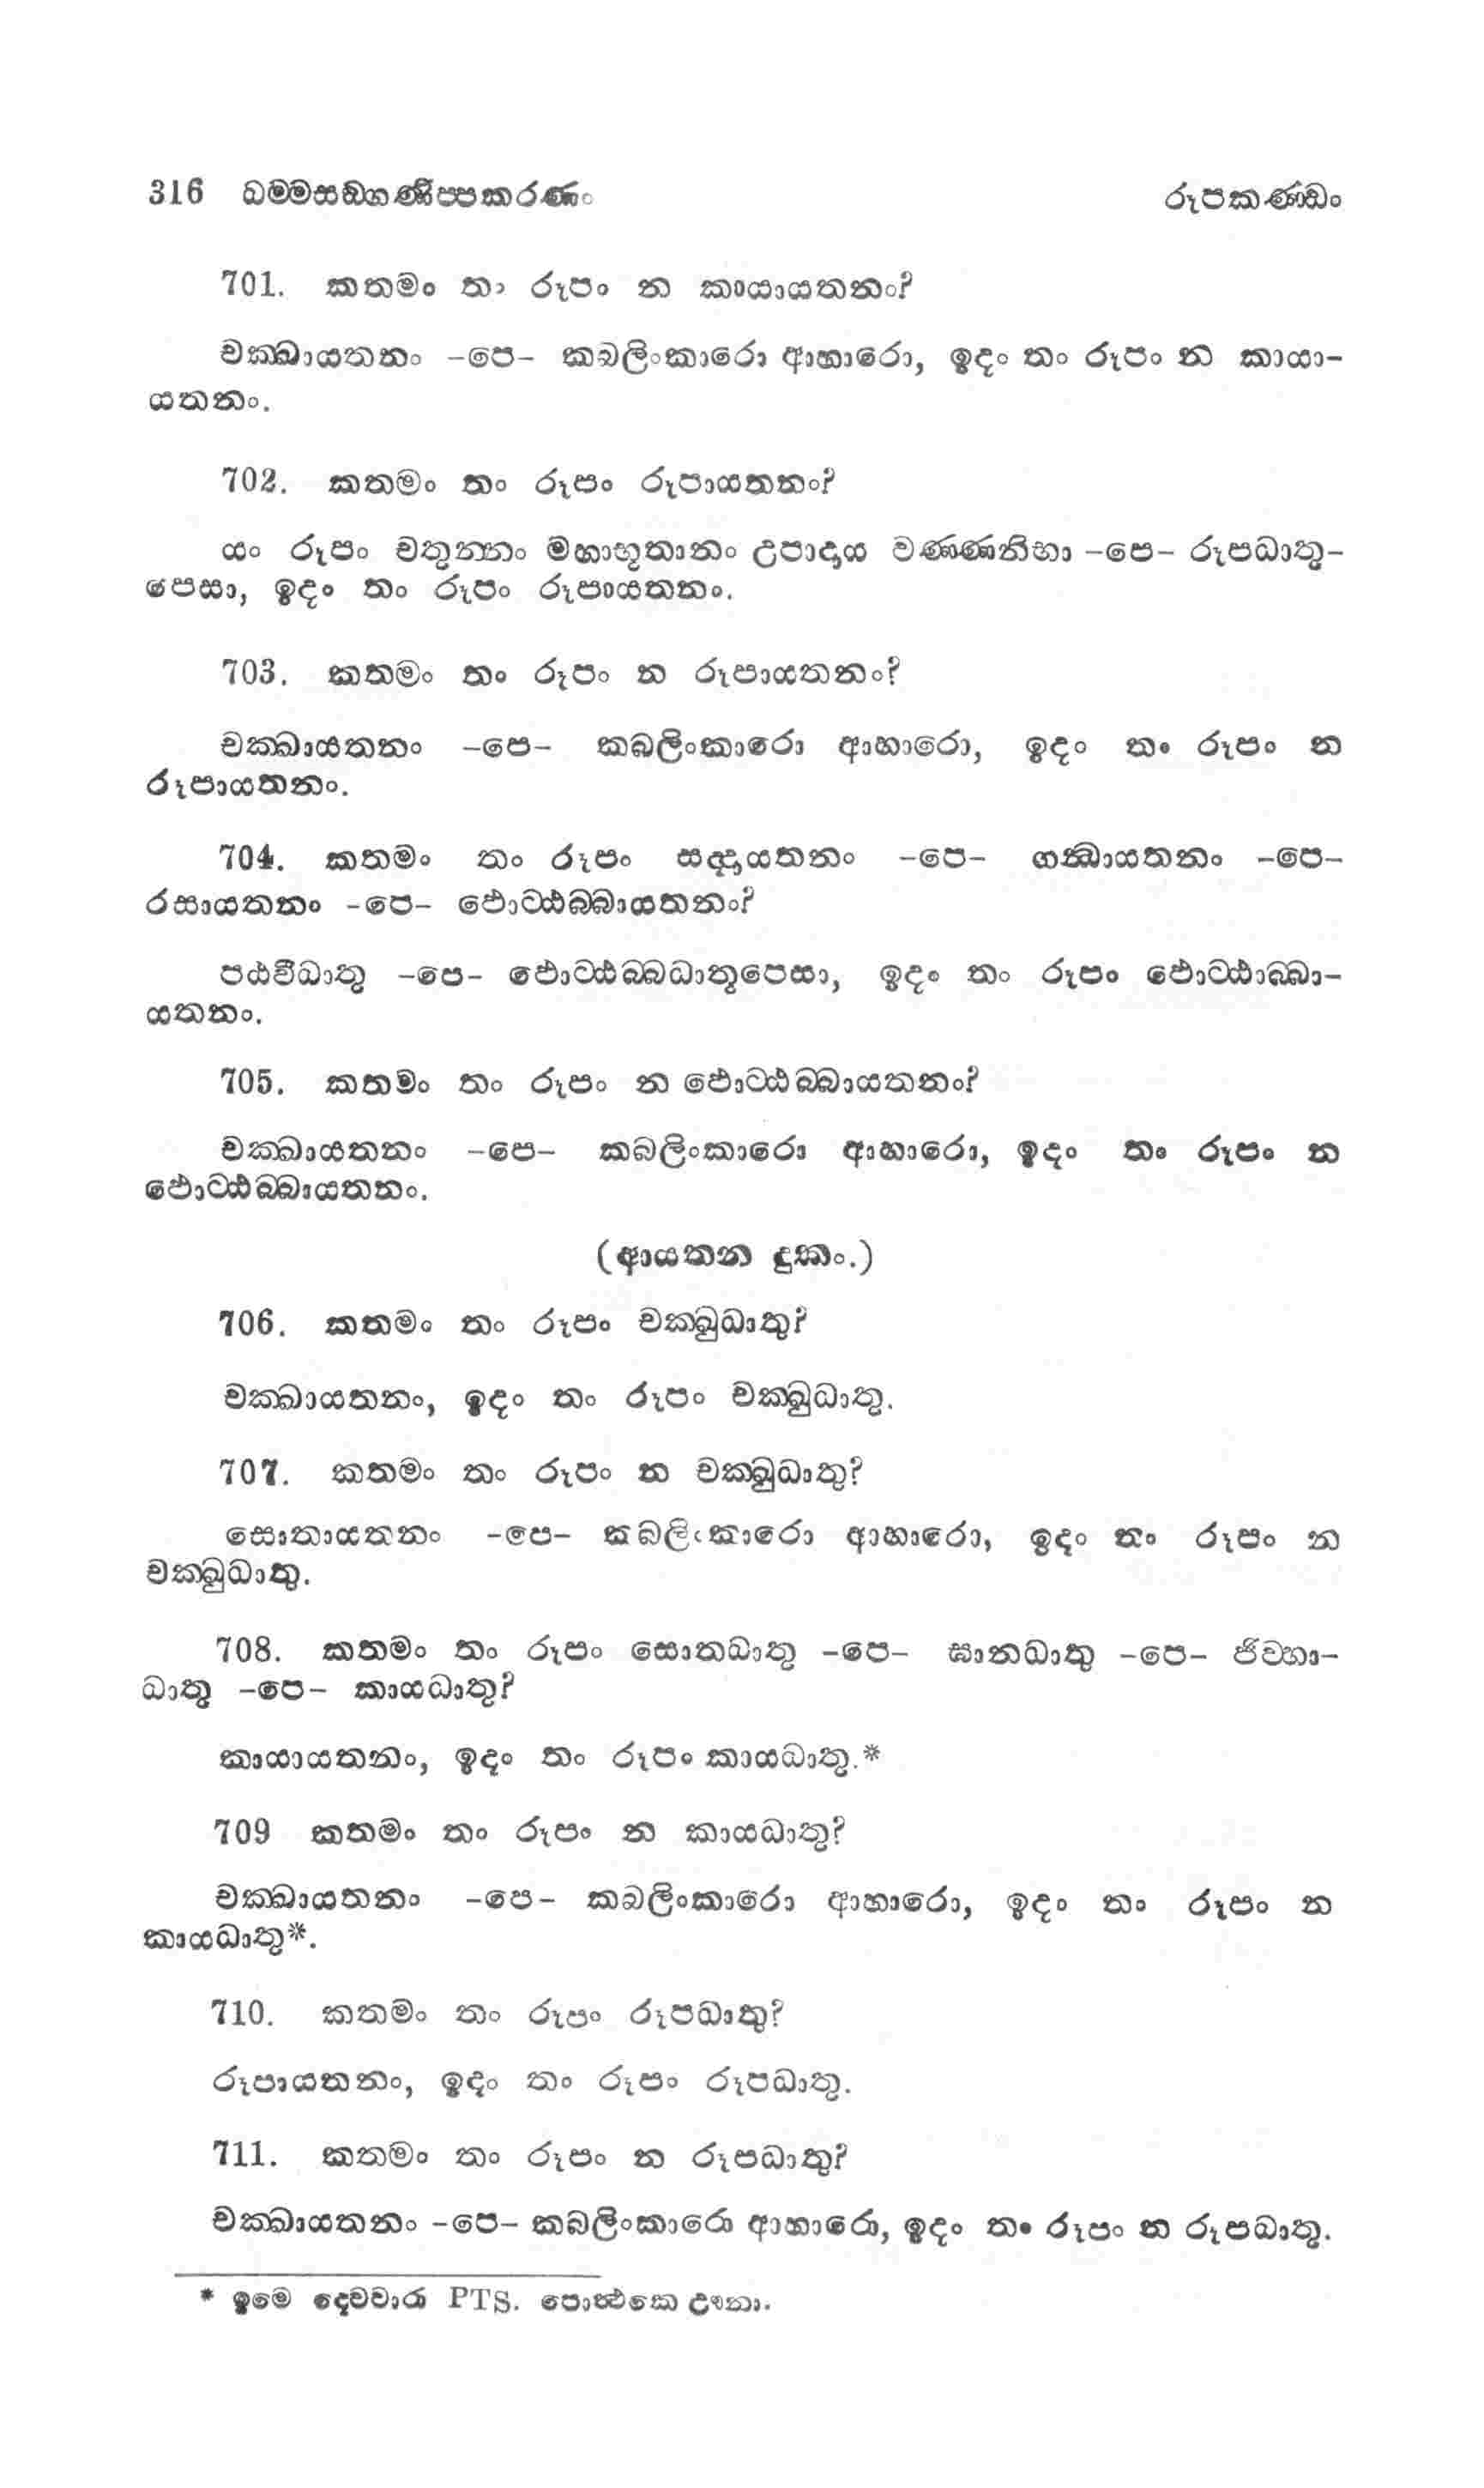 316 ධම්මසඞ්ගණිප්පකරණං රූපකණ්ඩං
701. කතමං තං රූපං න කායායතනං?
චක්ඛායතනං -පෙ- කබලිංකාරො ආහාරො, ඉදං තං රූපං න කායා-
යතනං.
702. කතමං තං රූපං රූපායතනං?
යං රූපං චතුන්නං මහාභූතානං උපාදාය වණ්ණනිභා -පෙ- රූපධාතු-
පෙසා, ඉදං තං රූපං රූපායතනං.
703. කතමං තං රූපං න රූපායතනං?
චක්ඛායතනං -පෙ- කබලිංකාරො ආහාරො, ඉදං තං රූපං න
රූපායතනං.
704. කතමං තං රූපං සද්දායතනං -පෙ- ගන්ධායතනං -පෙ-
රසායතනං -පෙ- ඵොට්ඨබ්බායතනං?
පඨවීධාතු -පෙ- ඵොට්ඨබ්බධාතුපෙසා, ඉදං තං රූපං ඵොට්ඨාබ්බා-
යතනං.
705. කතමං තං රූපං න ඵොට්ඨබ්බායතනං?
චක්ඛායතනං -පෙ- කබලිංකාරො ආහාරො, ඉදං තං රූපං න
ඵොට්ඨබ්බායතනං.
(ආයතන දුකං.)
706. කතමං තං රූපං චක්ඛුධාතු?
චක්ඛායතනං, ඉදං තං රූපං චක්ඛුධාතු.
707. කතමං තං රූපං න චක්ඛුධාතු?
සොතායතනං -පෙ- කබලිංකාරො ආහාරො, ඉදං තං රූපං න
චක්ඛුධාතු.
708. කතමං තං රූපං සොතධාතු -පෙ- ඝානධාතු -පෙ- ජිව්හා-
ධාතු -පෙ- කායධාතු?
කායායතනං, ඉදං තං රූපං කායධාතු.*
709 කතමං තං රූපං න කායධාතු?
චක්ඛායතනං -පෙ- කබලිංකාරො ආහාරො, ඉදං තං රූපං න
කායධාතු*.
710. කතමං තං රූපං රූපධාතු?
රූපායතනං, ඉදං තං රූපං රූපධාතු.
711. කතමං තං රූපං න රූපධාතු?
චක්ඛායතනං -පෙ- කබලිංකාරො ආහාරො, ඉදං තං රූපං න රූපධාතු.
* ඉමෙ ද්වෙවාරා PTS. පොත්ථකෙ ඌනා.